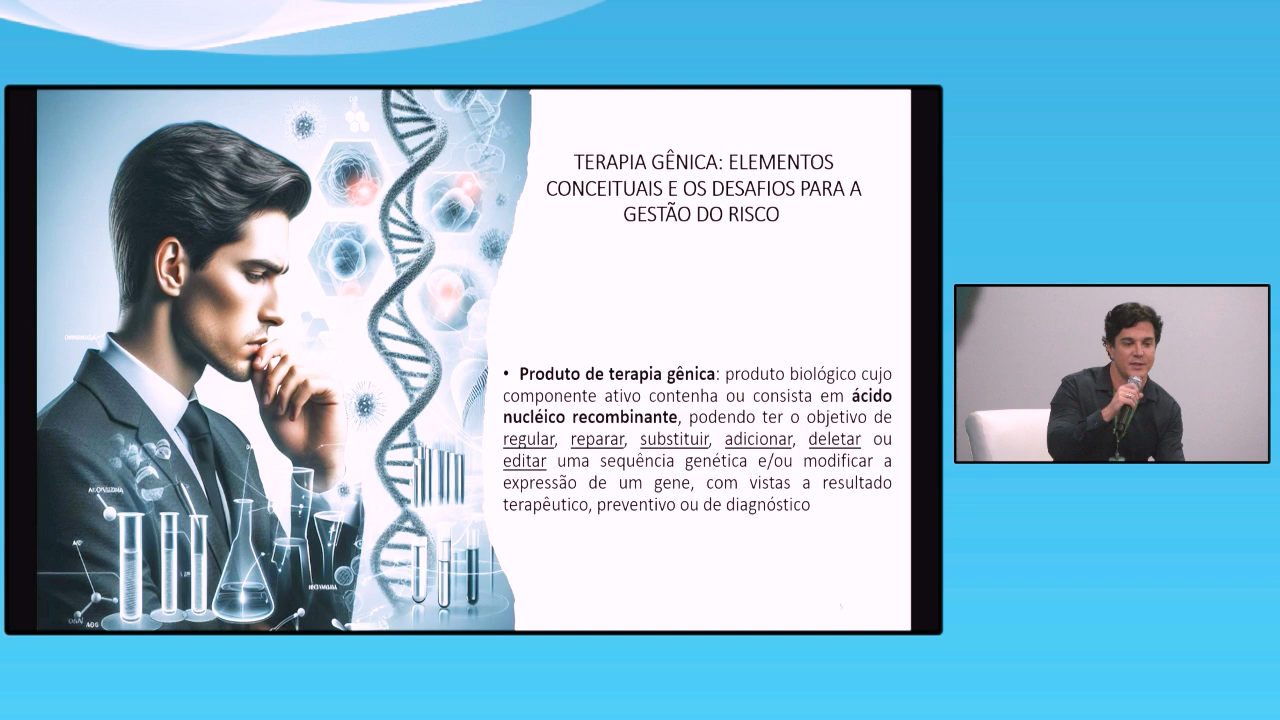 TERAPIA GÊNICA: ELEMENTOS
CONCEITUAIS E OS DESAFIOS PARA A
GESTÃO DO RISCO
• Produto de terapia gênica: produto biológico cujo
componente ativo contenha ou consista em ácido
nucléico recombinante, podendo ter o objetivo de
regular, reparar, substituir, adicionar, deletar ou
editar uma sequência genética e/ou modificar a
expressão de um gene, com vistas a resultado
terapêutico, preventivo ou de diagnóstico